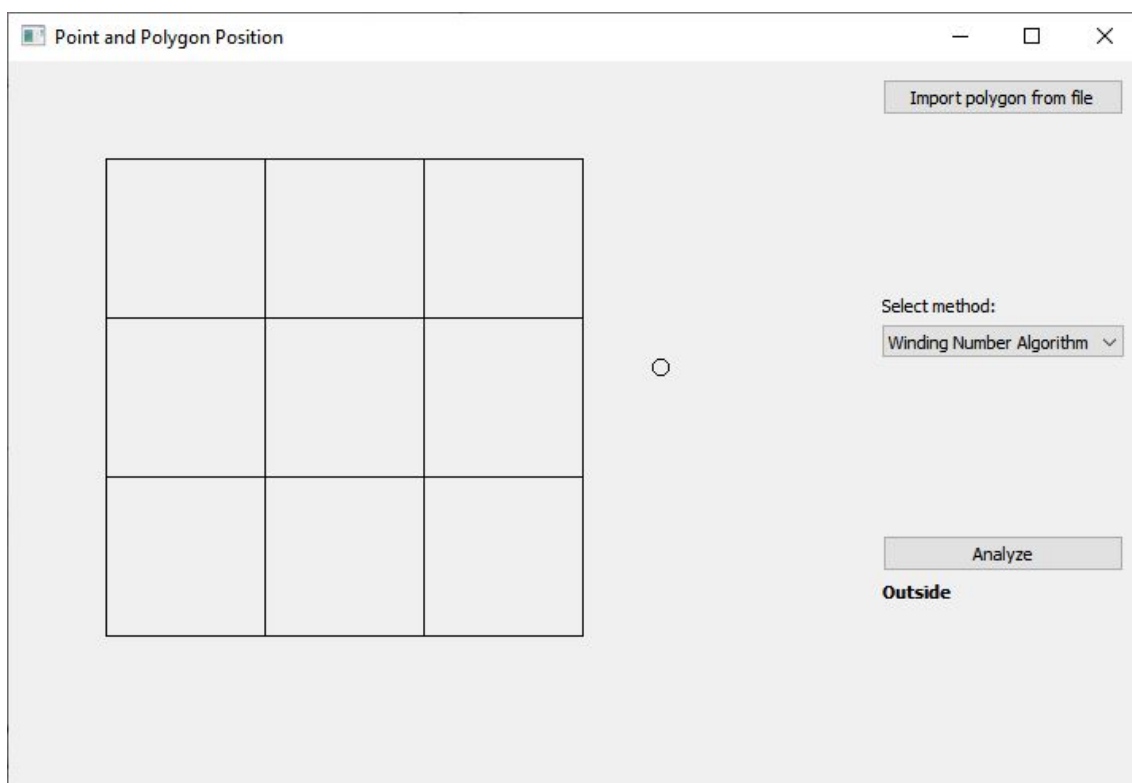 Point and Polygon Position
Import polygon from file
Select method:
Winding Number Algorithm
Analyze
Outside